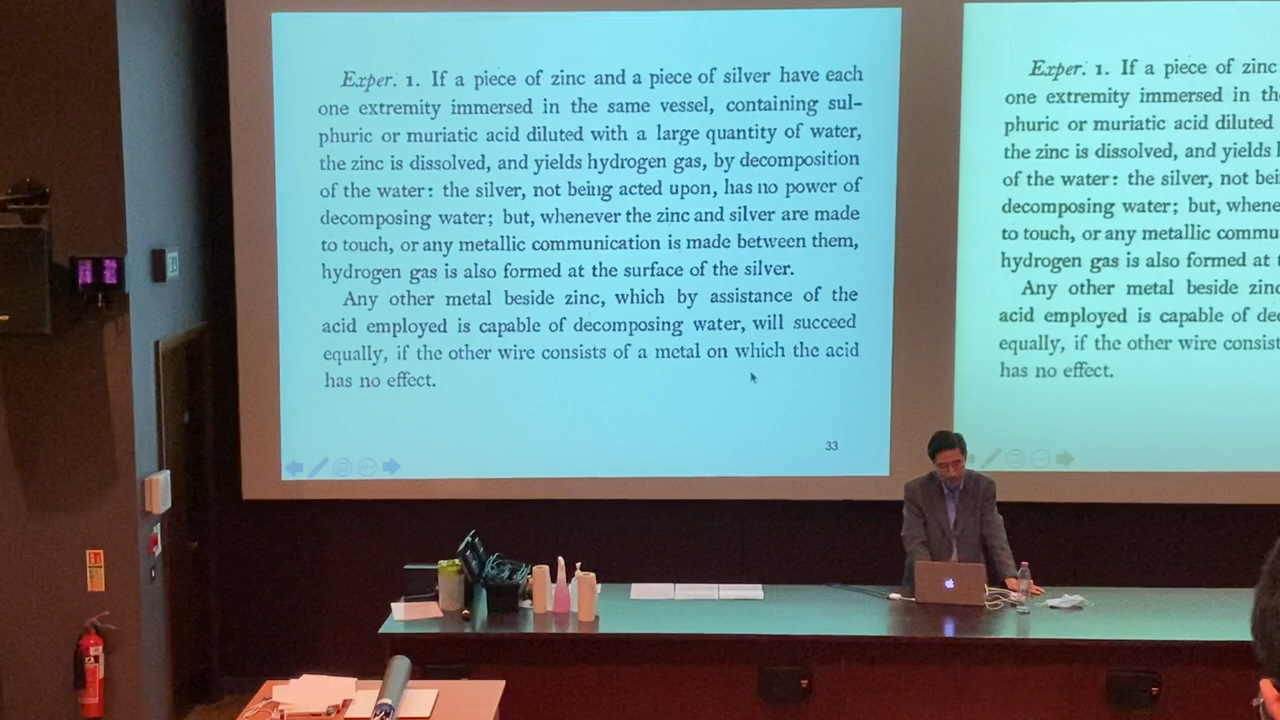 Exper. 1. If a piece of zinc and a piece of silver have each
one extremity immersed in the same vessel, containing sul-
phuric or muriatic acid diluted with a large quantity of water,
the zinc is dissolved, and yields hydrogen gas, by decomposition
of the water: the silver, not being acted upon, has no power of
decomposing water; but, whenever the zinc and silver are made
to touch, or any metallic communication is made between them,
hydrogen gas is also formed at the surface of the silver.
Any other metal beside zinc, which by assistance of the
acid employed is capable of decomposing water, will succeed
equally, if the other wire consists of a metal on which the acid
has no effect.
33
Exper. 1. If a piece of zinc
one extremity immersed in th
phuric or muriatic acid diluted
the zinc is dissolved, and yields
of the water: the silver, not bei
decomposing water; but, whene
to touch, or any metallic commu
hydrogen gas is also formed at
Any other metal beside zinc
acid employed is capable of dec
equally, if the other wire consist
has no effect.